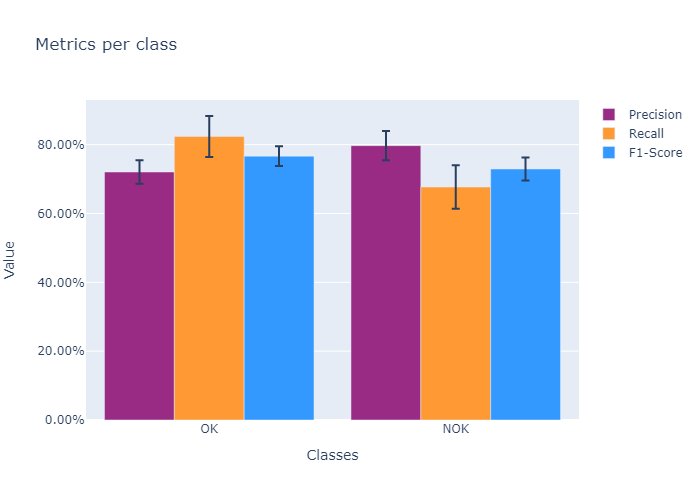 Metrics per class
Precision
Recall
F1-Score
80.00%
60.00%
40.00%
20.00%
0.00%
Value
OK
NOK
Classes